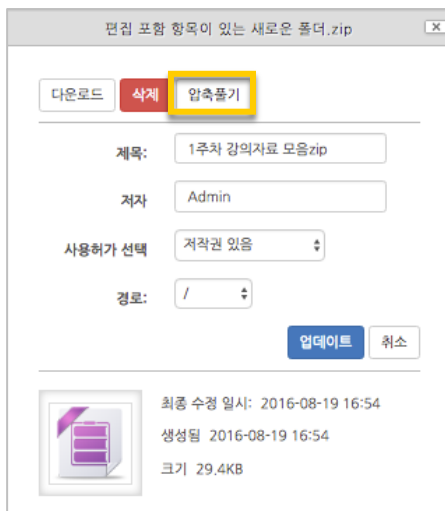 편집 포함 항목이 있는 새로운 폴더.zip x
다운로드 삭제 압축풀기
제목: 1주차 강의자료 모음zip
저자 Admin
사용허가 선택 저작권 있음
경로: /
업데이트 취소
최종 수정 일시: 2016-08-19 16:54
생성됨 2016-08-19 16:54
크기 29.4KB